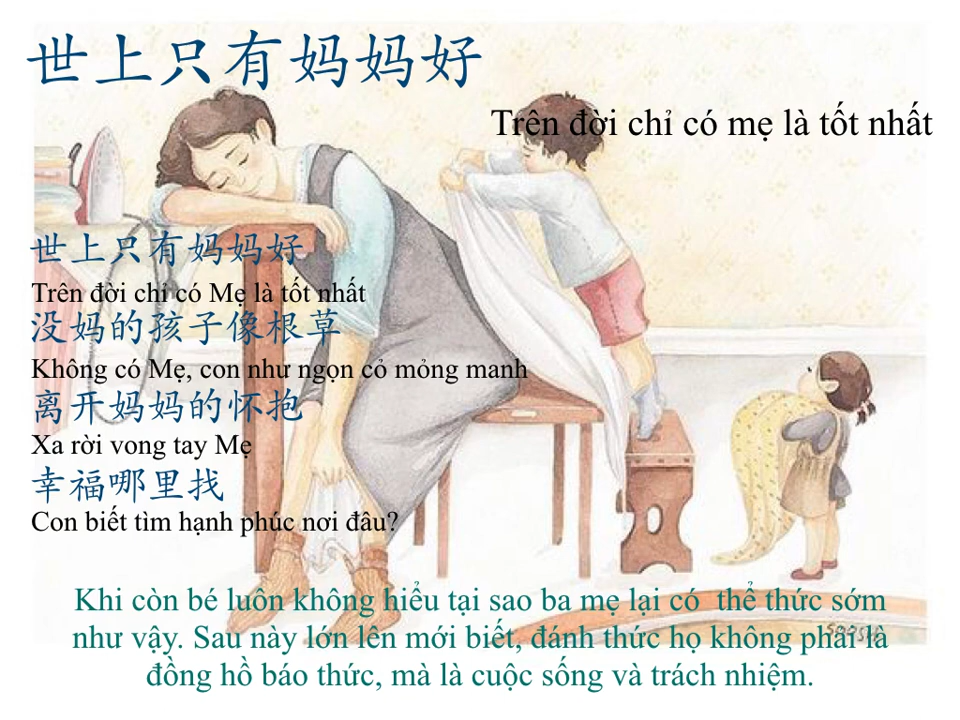 世上只有妈妈好
Trên đời chỉ có mẹ là tốt nhất
世上只有妈妈好
Trên đời chỉ có Mẹ là tốt nhất
没妈的孩子像根草
Không có Mẹ, con như ngọn cỏ mỏng manh
离开妈妈的怀抱
Xa rời vong tay Mẹ
幸福哪里找
Con biết tìm hạnh phúc nơi đâu?
Khi còn bé luôn không hiểu tại sao ba mẹ lại có thể thức sớm
như vậy. Sau này lớn lên mới biết, đánh thức họ không phải là
đồng hồ báo thức, mà là cuộc sống và trách nhiệm.